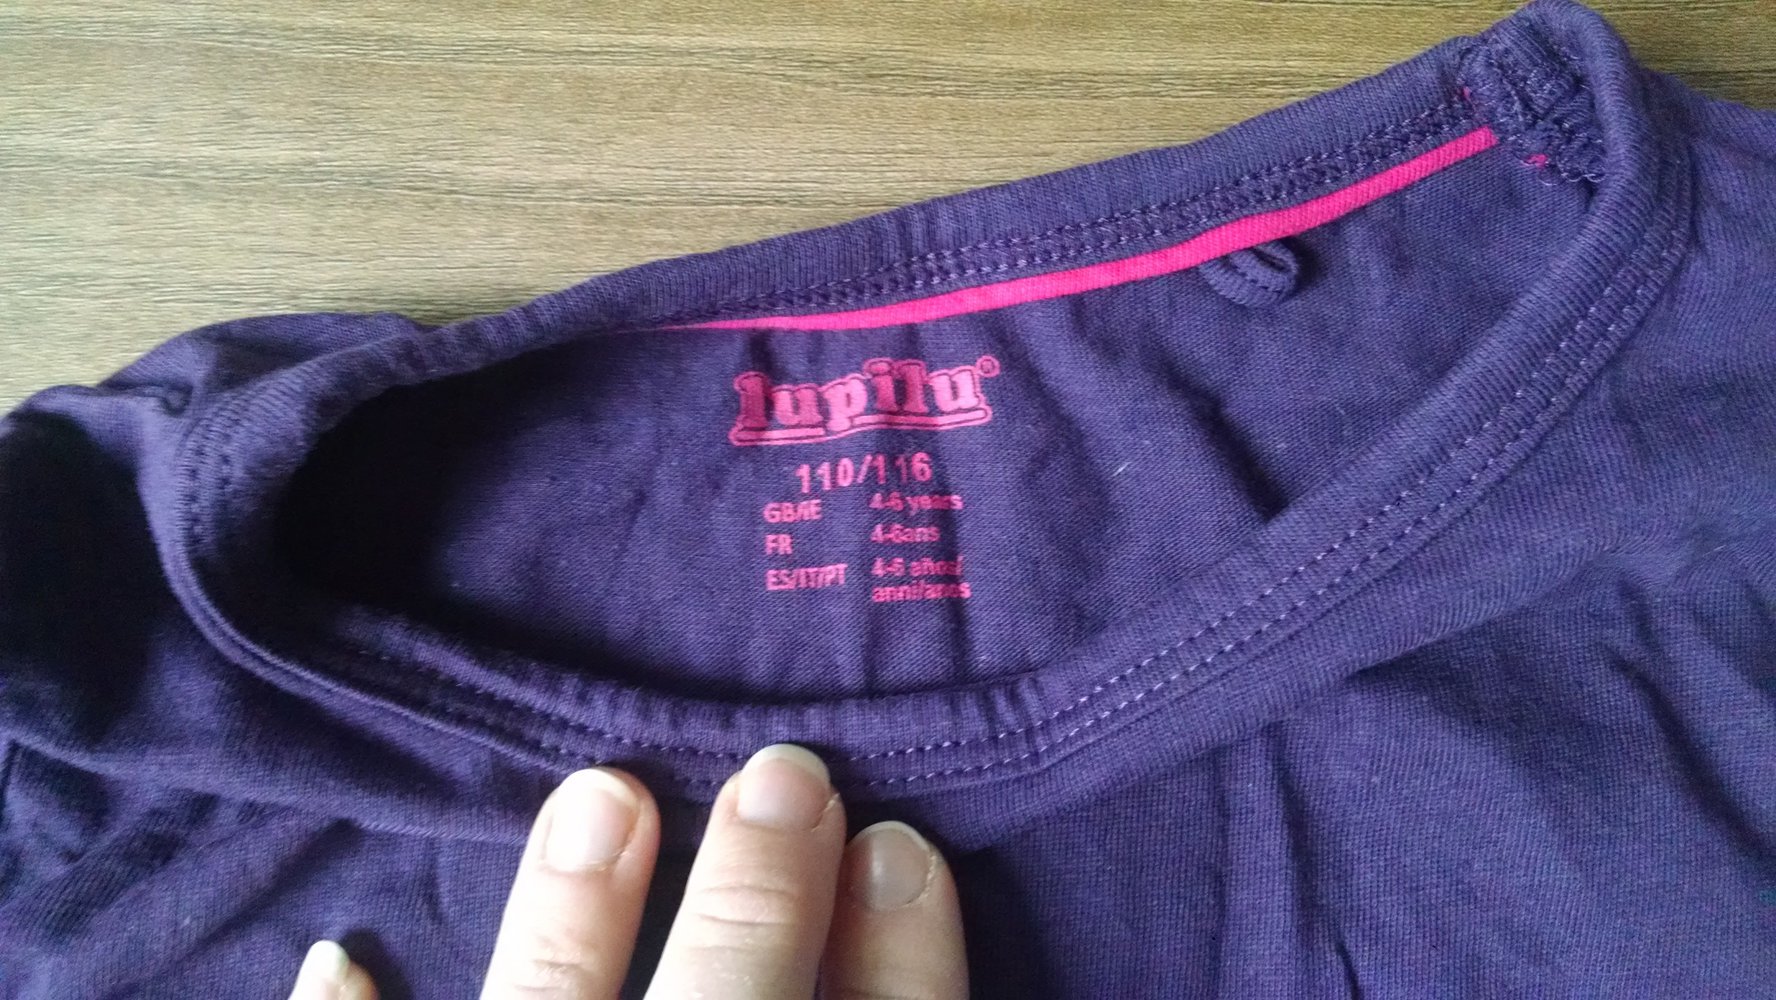 lupilu®
110/116
GB/IE 4-6 years
FR 4-6ans
ES/IT/PT 4-6 años/
anni/anos